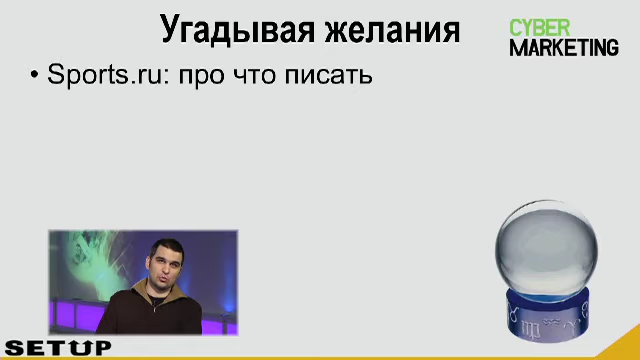 Угадывая желания
CYBER
MARKETING
• Sports.ru: про что писать
SETUP